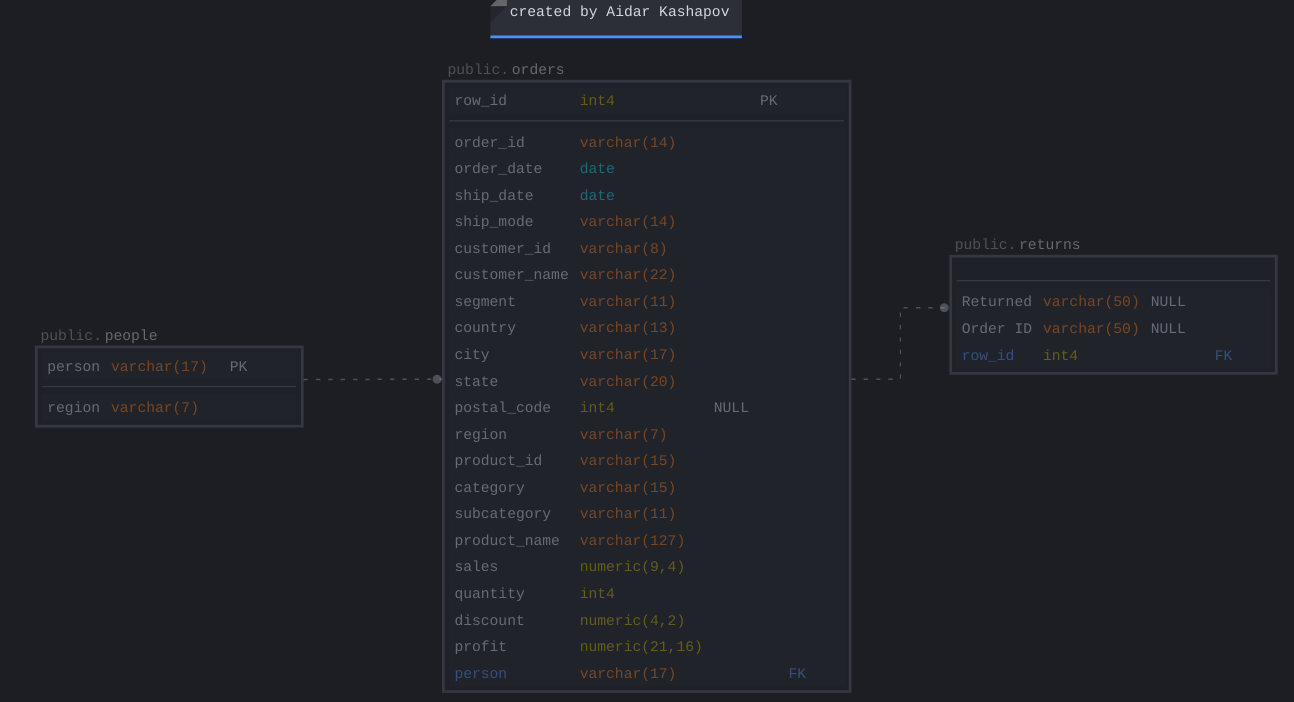 created by Aidar Kashapov
public.orders
row_id int4 PK
order_id varchar(14)
order_date date
ship_date date
ship_mode varchar(14)
customer_id varchar(8)
customer_name varchar(22)
segment varchar(11)
country varchar(13)
city varchar(17)
state varchar(20)
postal_code int4 NULL
region varchar(7)
product_id varchar(15)
category varchar(15)
subcategory varchar(11)
product_name varchar(127)
sales numeric(9,4)
quantity int4
discount numeric(4,2)
profit numeric(21,16)
person varchar(17) FK
public.people
person varchar(17) PK
region varchar(7)
public.returns
Returned varchar(50) NULL
Order ID varchar(50) NULL
row_id int4 FK